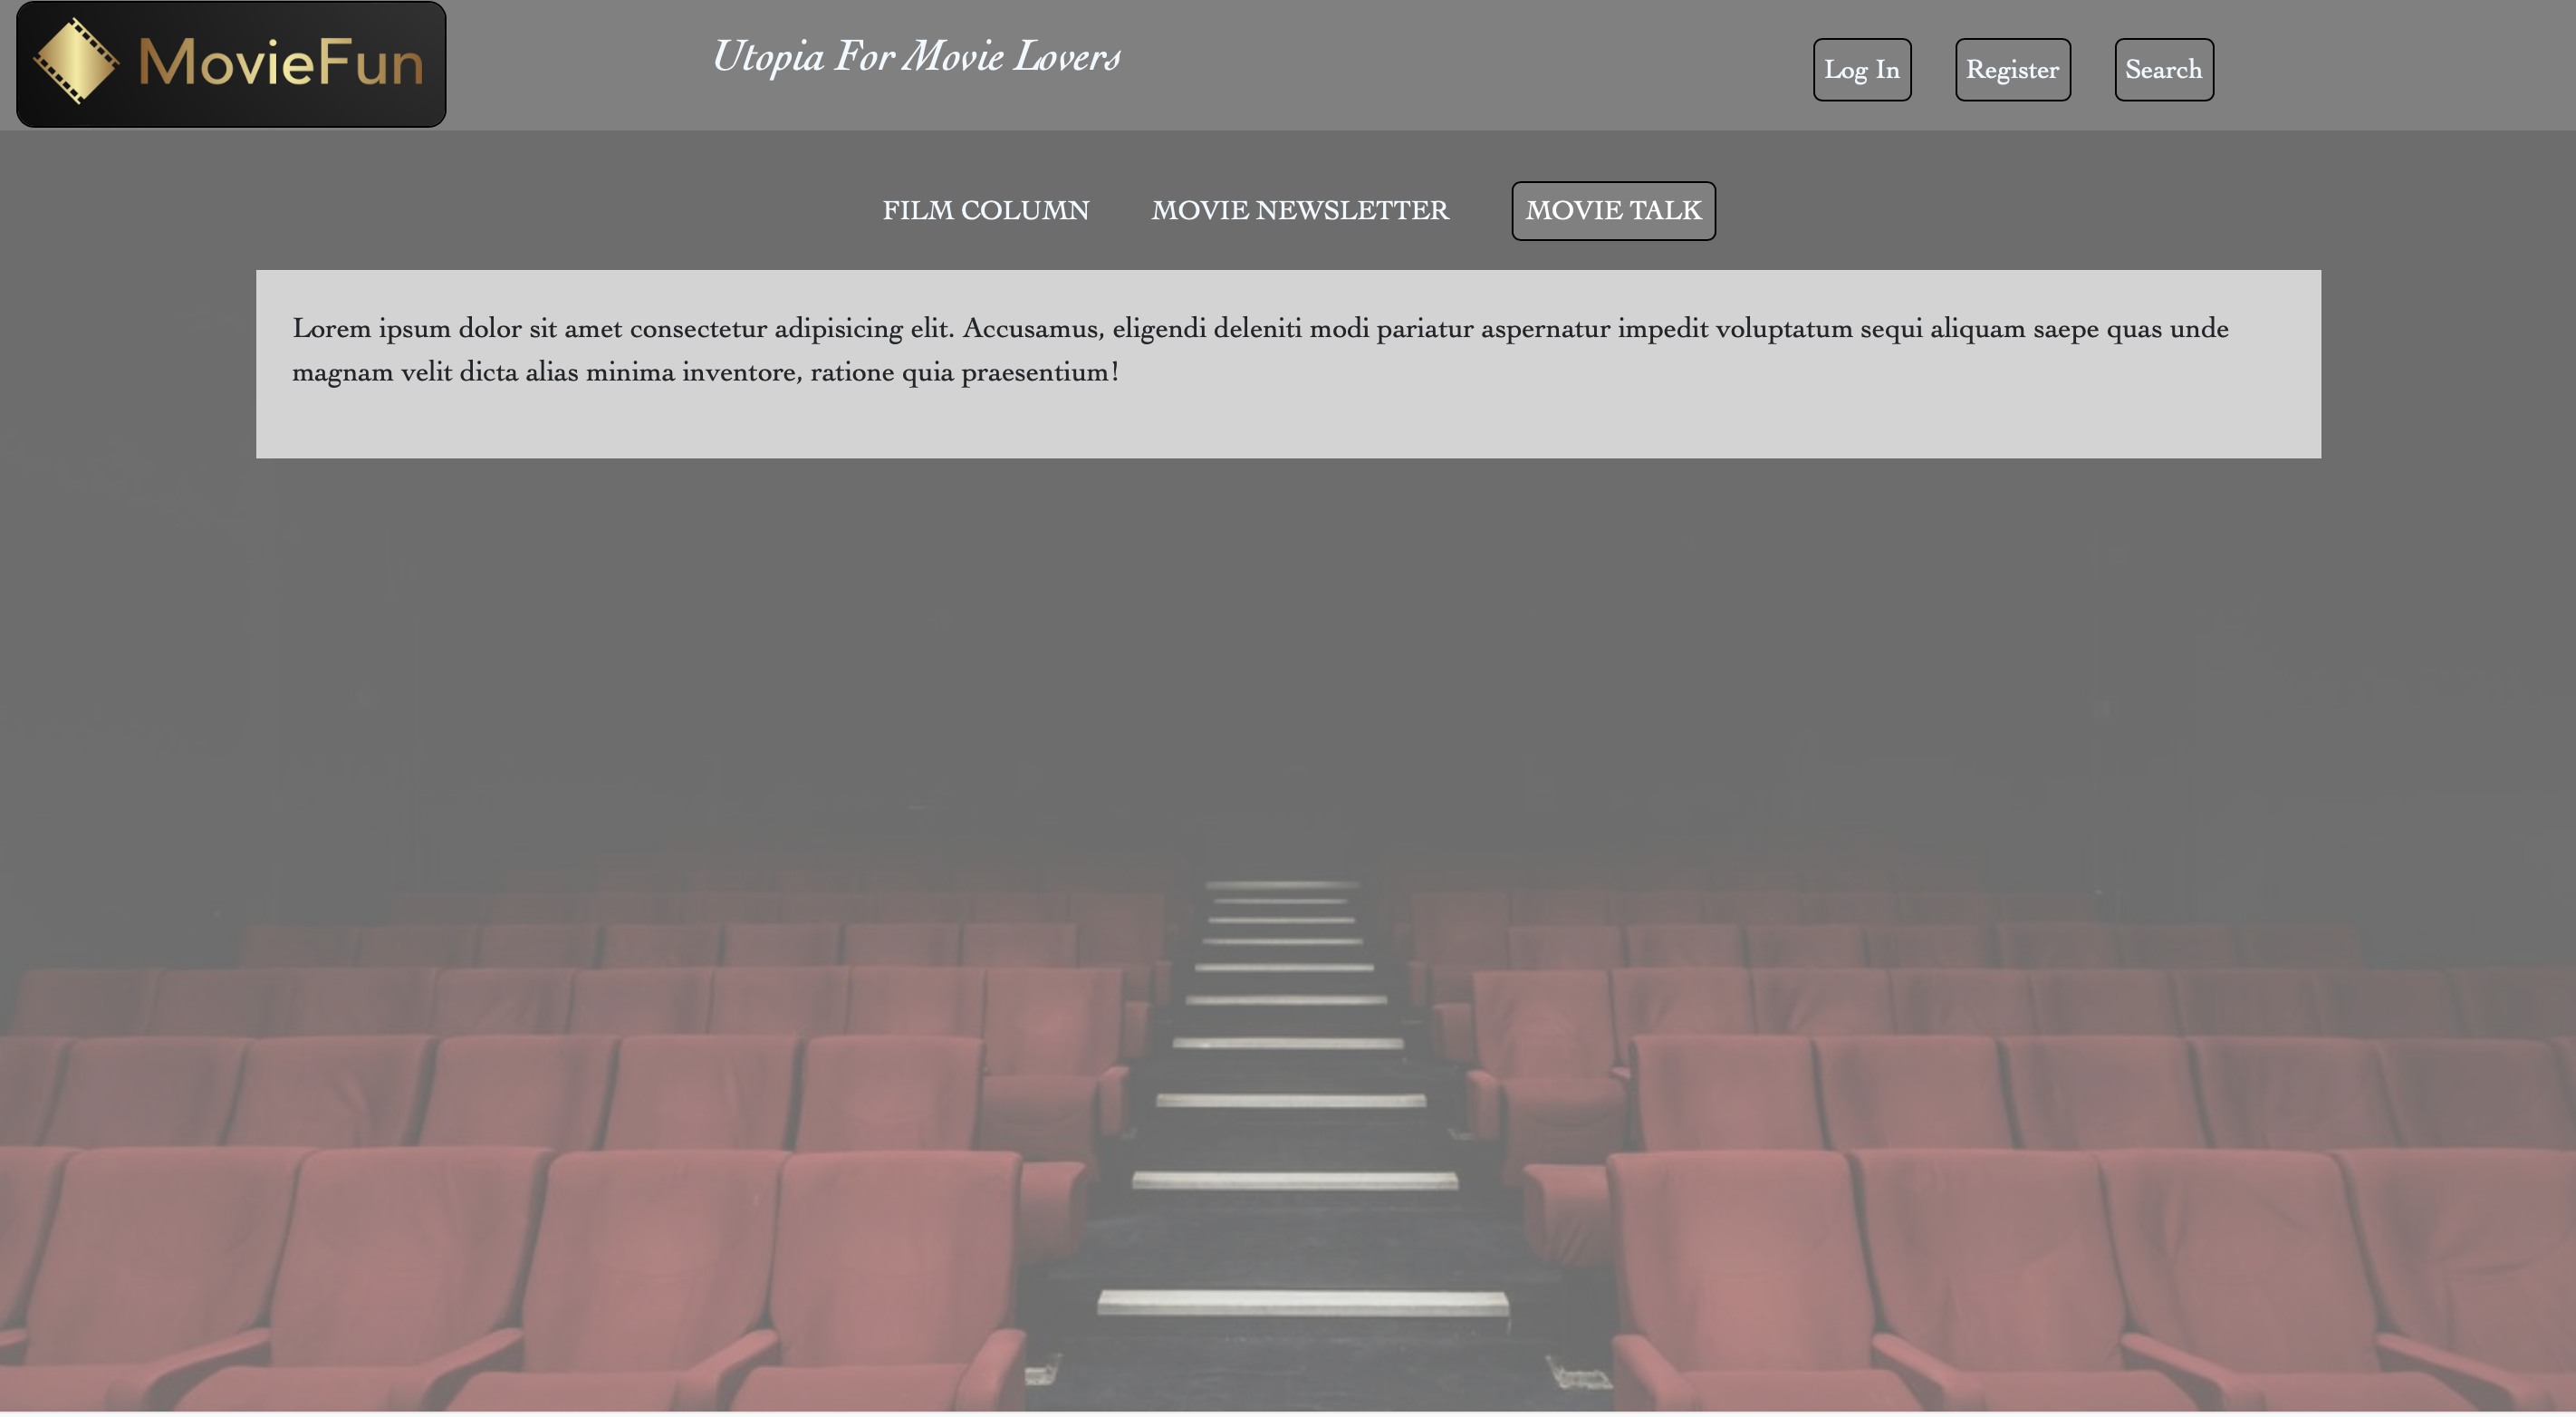 MovieFun
Utopia For Movie Lovers
Log In
Register
Search
FILM COLUMN
MOVIE NEWSLETTER
MOVIE TALK
Lorem ipsum dolor sit amet consectetur adipisicing elit. Accusamus, eligendi deleniti modi pariatur aspernatur impedit voluptatum sequi aliquam saepe quas unde
magnam velit dicta alias minima inventore, ratione quia praesentium!